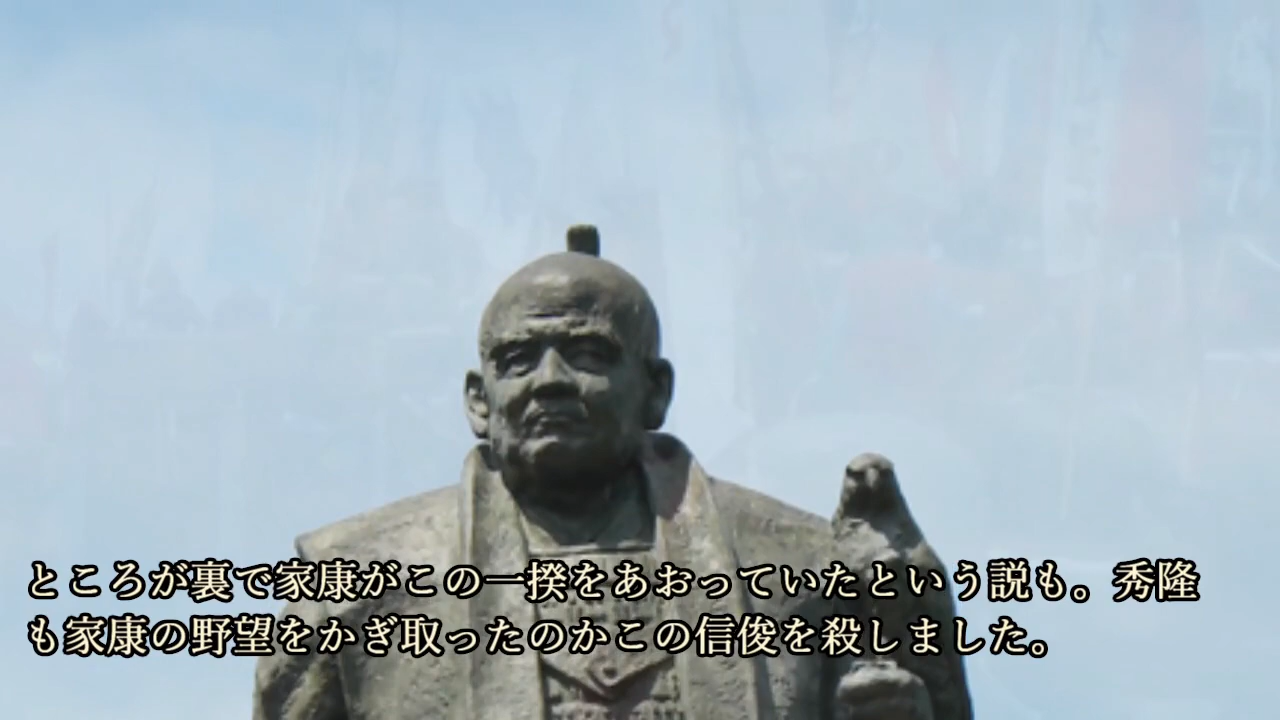 ところが裏で家康がこの一揆をあおっていたという説も。秀隆
も家康の野望をかぎ取ったのかこの信俊を殺しました。